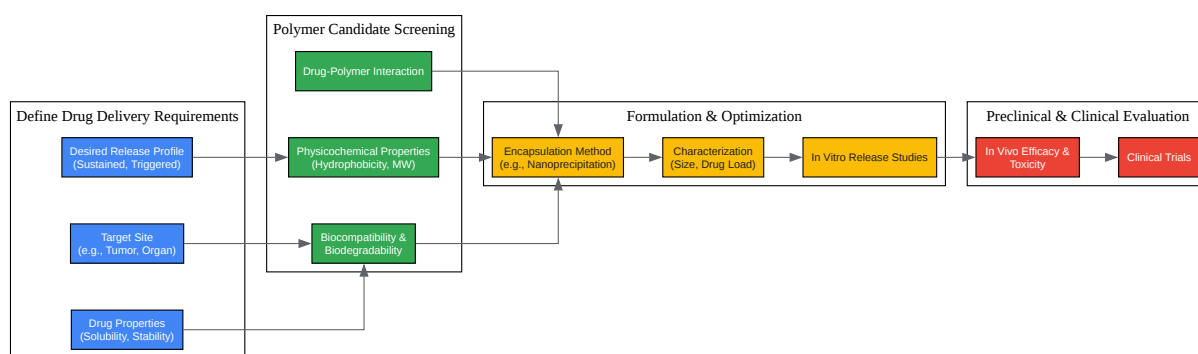 Define Drug Delivery Requirements
Desired Release Profile
(Sustained, Triggered)
Target Site
(e.g., Tumor, Organ)
Drug Properties
(Solubility, Stability)
Polymer Candidate Screening
Drug-Polymer Interaction
Physicochemical Properties
(Hydrophobicity, MW)
Biocompatibility &
Biodegradability
Formulation & Optimization
Encapsulation Method
(e.g., Nanoprecipitation)
Characterization
(Size, Drug Load)
In Vitro Release Studies
Preclinical & Clinical Evaluation
In Vivo Efficacy &
Toxicity
Clinical Trials